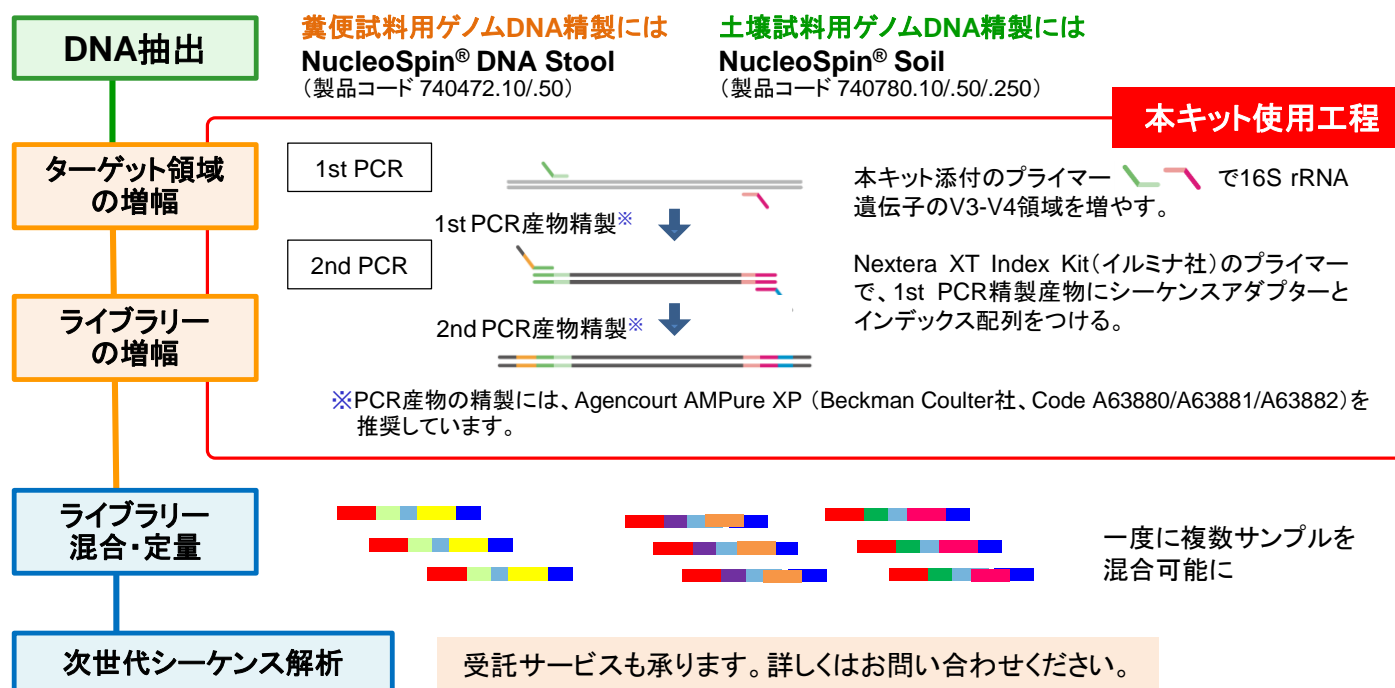 DNA抽出
糞便試料用ゲノムDNA精製には
NucleoSpin® DNA Stool
（製品コード 740472.10/.50）
土壌試料用ゲノムDNA精製には
NucleoSpin® Soil
（製品コード 740780.10/.50/.250）
本キット使用工程
ターゲット領域
の増幅
1st PCR
本キット添付のプライマー で16S rRNA
遺伝子のV3-V4領域を増やす。
1st PCR産物精製※
2nd PCR
Nextera XT Index Kit（イルミナ社）のプライマー
で、1st PCR精製産物にシーケンスアダプターと
インデックス配列をつける。
ライブラリー
の増幅
2nd PCR産物精製※
※PCR産物の精製には、Agencourt AMPure XP （Beckman Coulter社、Code A63880/A63881/A63882）を
推奨しています。
ライブラリー
混合・定量
一度に複数サンプルを
混合可能に
次世代シーケンス解析
受託サービスも承ります。詳しくはお問い合わせください。